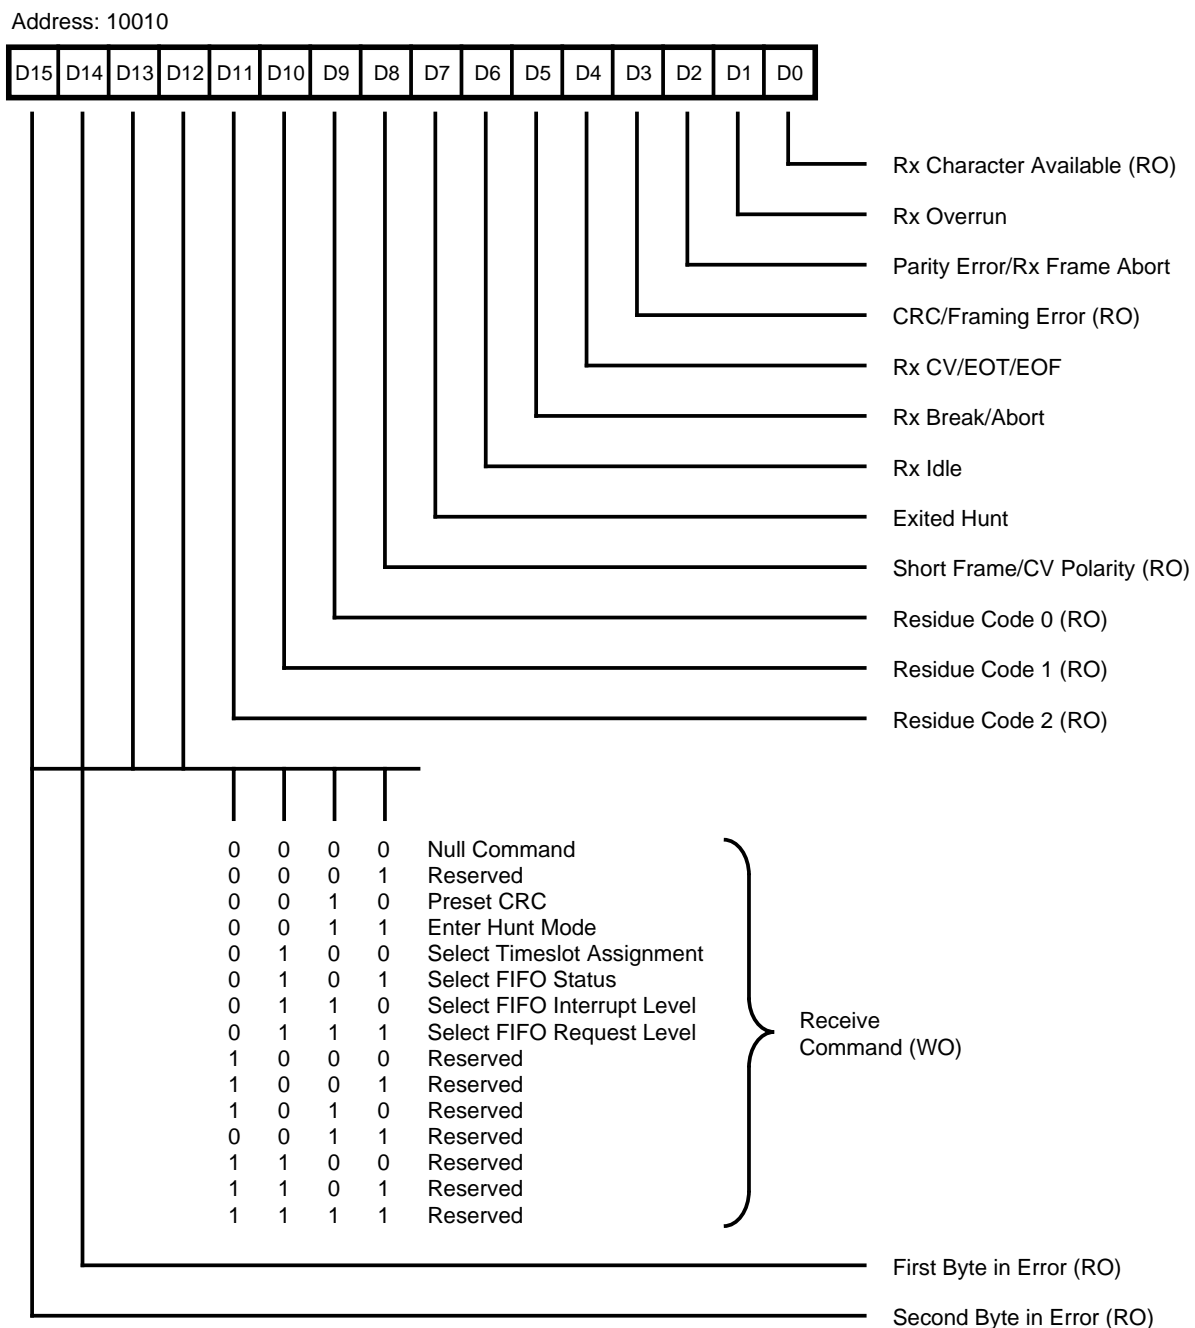 Address: 10010
D15 D14 D13 D12 D11 D10 D9 D8 D7 D6 D5 D4 D3 D2 D1 D0
Rx Character Available (RO)
Rx Overrun
Parity Error/Rx Frame Abort
CRC/Framing Error (RO)
Rx CV/EOT/EOF
Rx Break/Abort
Rx Idle
Exited Hunt
Short Frame/CV Polarity (RO)
Residue Code 0 (RO)
Residue Code 1 (RO)
Residue Code 2 (RO)
0 0 0 0 Null Command
0 0 0 1 Reserved
0 0 1 0 Preset CRC
0 0 1 1 Enter Hunt Mode
0 1 0 0 Select Timeslot Assignment
0 1 0 1 Select FIFO Status
0 1 1 0 Select FIFO Interrupt Level
0 1 1 1 Select FIFO Request Level
1 0 0 0 Reserved
1 0 0 1 Reserved
1 0 1 0 Reserved
0 0 1 1 Reserved
1 1 0 0 Reserved
1 1 0 1 Reserved
1 1 1 1 Reserved
Receive
Command (WO)
First Byte in Error (RO)
Second Byte in Error (RO)